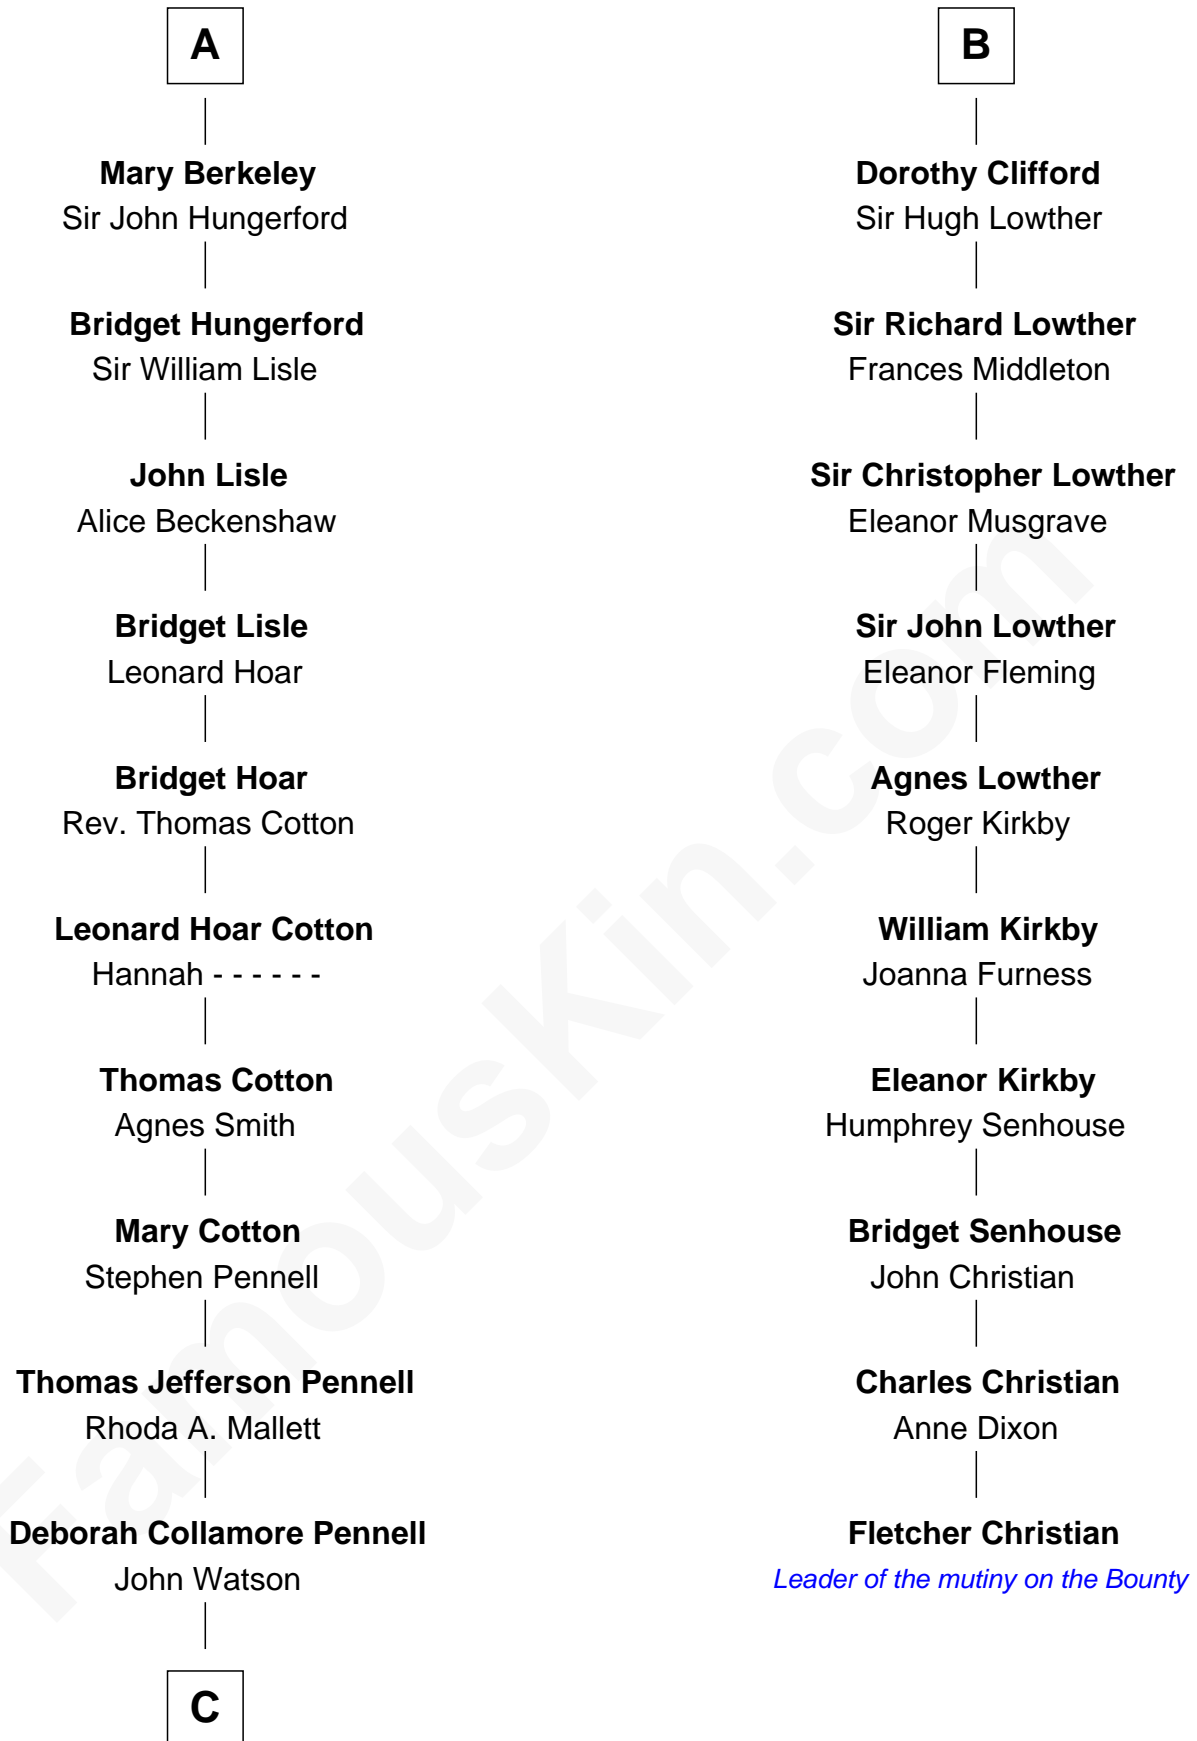 A
Mary Berkeley
Sir John Hungerford
Bridget Hungerford
Sir William Lisle
John Lisle
Alice Beckenshaw
Bridget Lisle
Leonard Hoar
Bridget Hoar
Rev. Thomas Cotton
Leonard Hoar Cotton
Hannah - - - - - -
Thomas Cotton
Agnes Smith
Mary Cotton
Stephen Pennell
Thomas Jefferson Pennell
Rhoda A. Mallett
Deborah Collamore Pennell
John Watson
C
B
Dorothy Clifford
Sir Hugh Lowther
Sir Richard Lowther
Frances Middleton
Sir Christopher Lowther
Eleanor Musgrave
Sir John Lowther
Eleanor Fleming
Agnes Lowther
Roger Kirkby
William Kirkby
Joanna Furness
Eleanor Kirkby
Humphrey Senhouse
Bridget Senhouse
John Christian
Charles Christian
Anne Dixon
Fletcher Christian
Leader of the mutiny on the Bounty
FamousKin.com